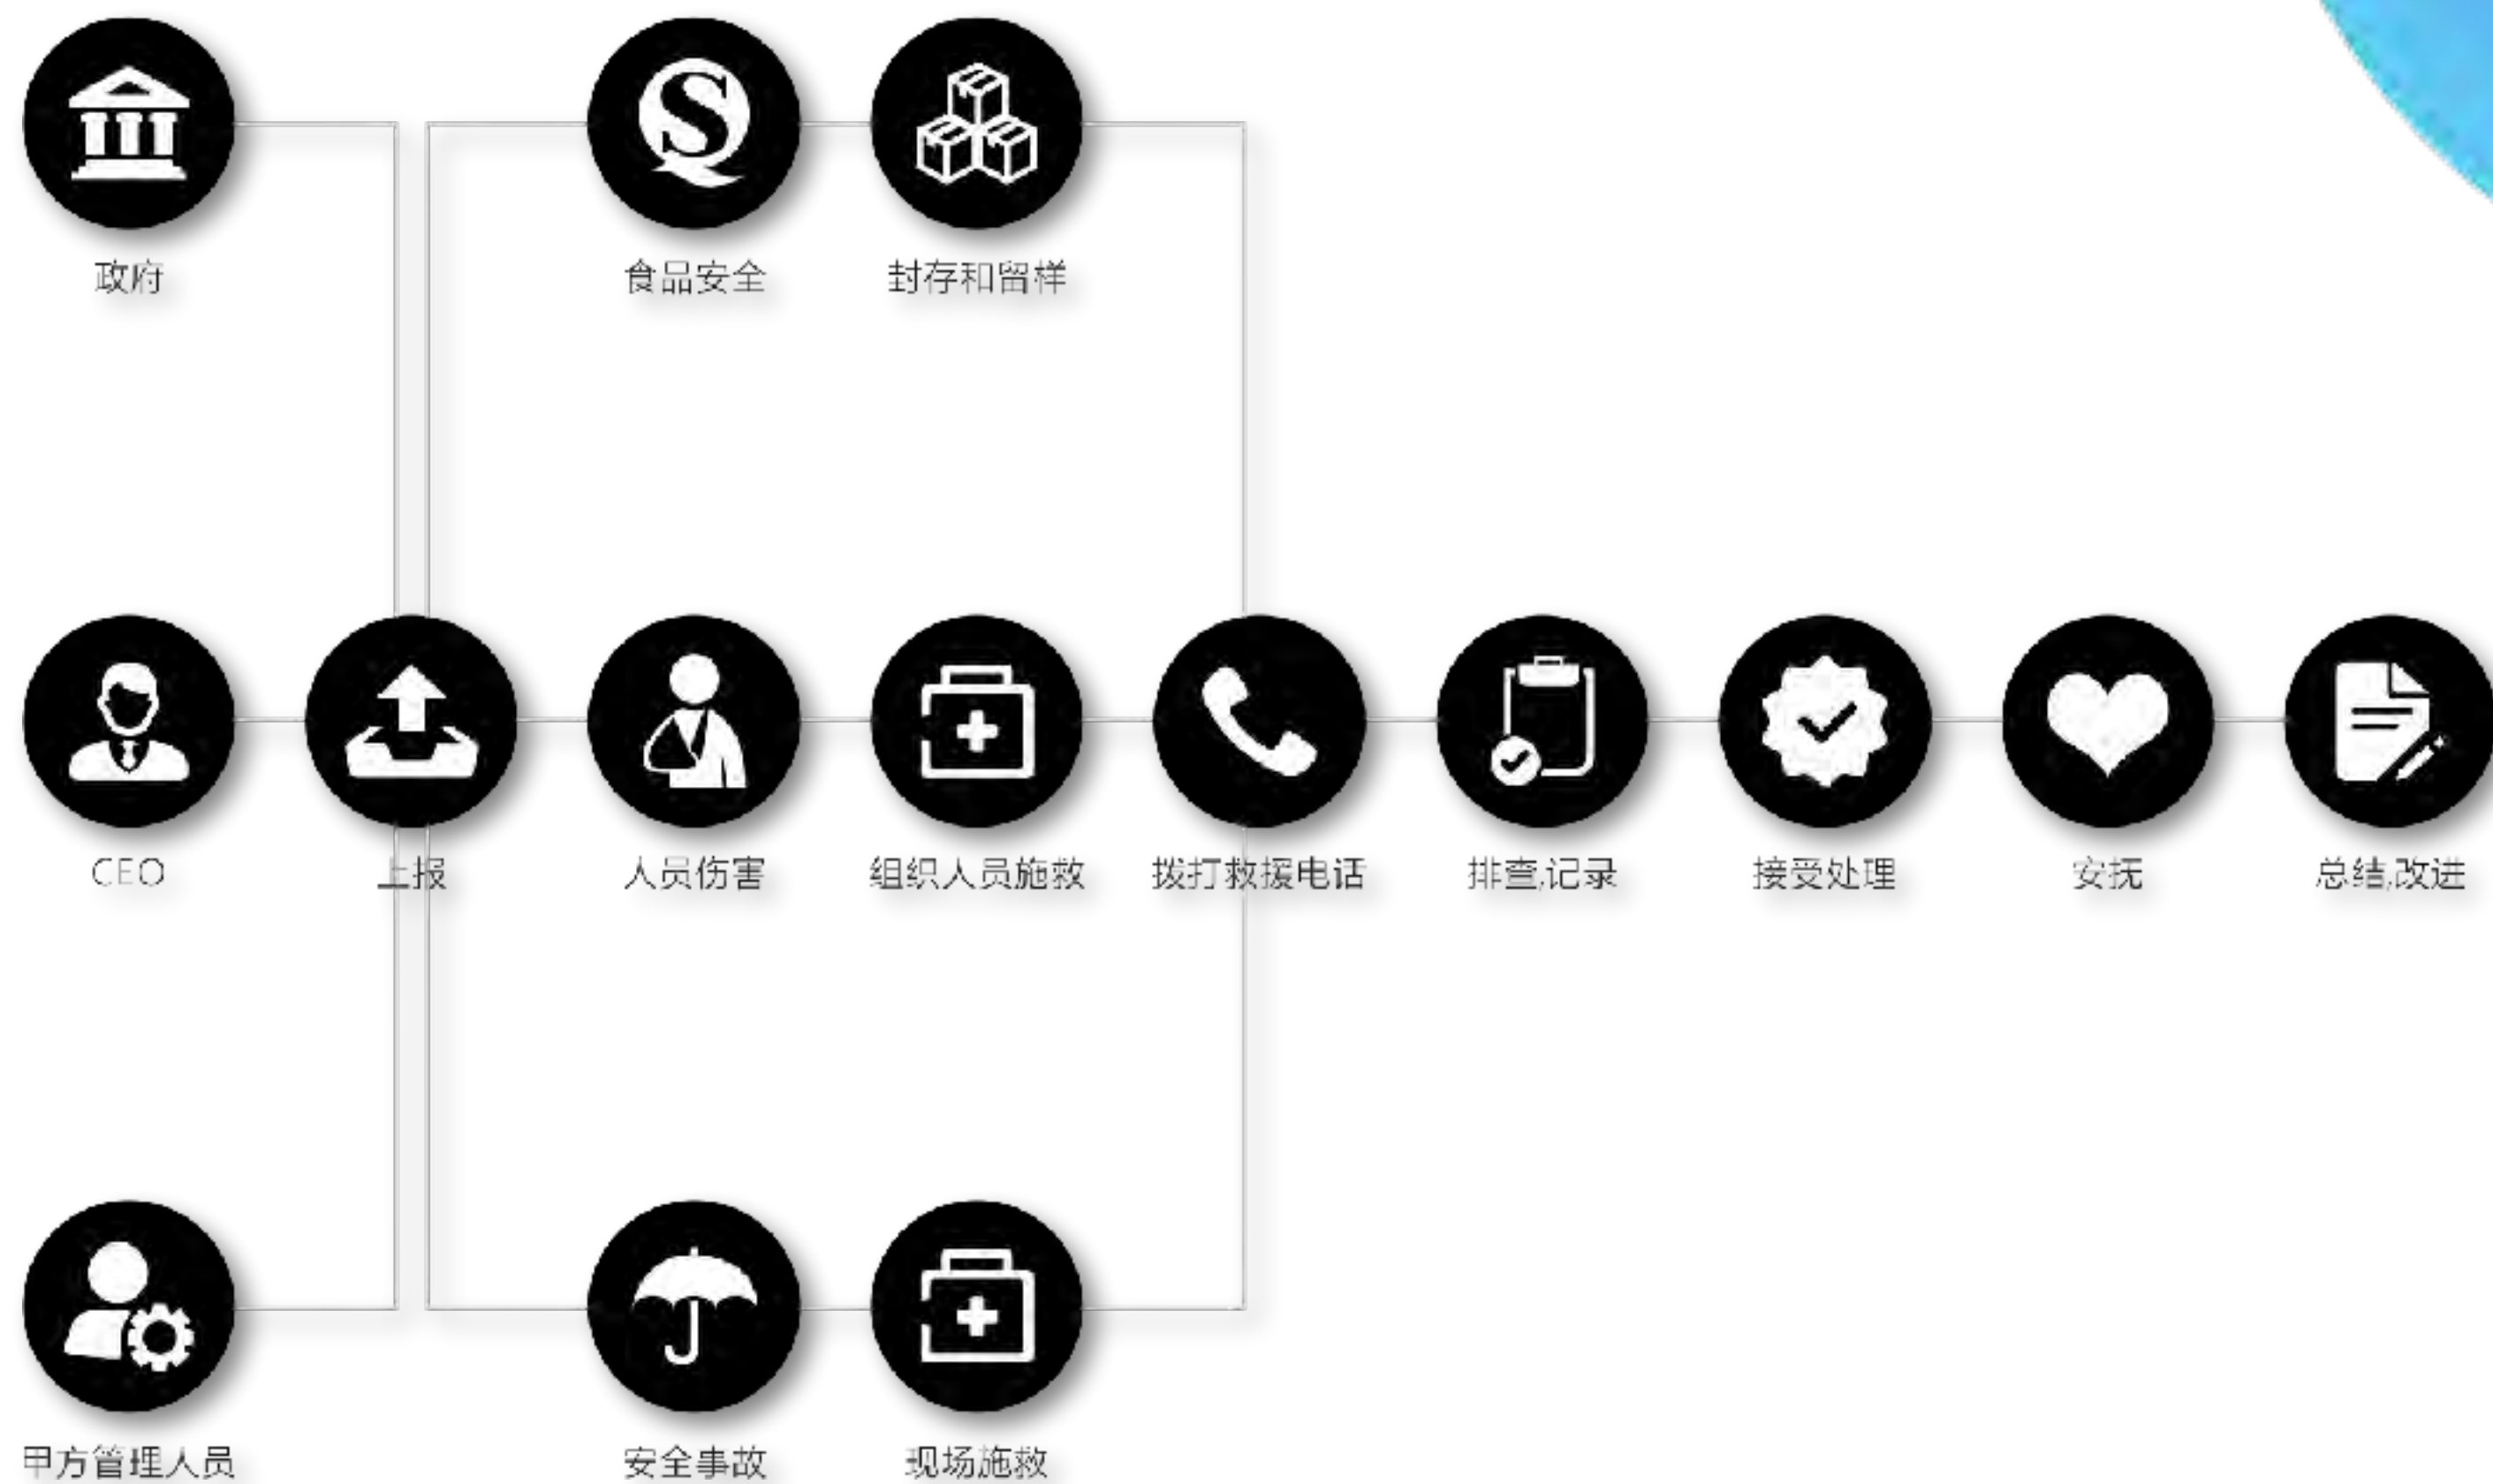 政府
食品安全
封存和留样
CEO
上报
人员伤害
组织人员施救
拨打救援电话
排查,记录
接受处理
安抚
总结,改进
甲方管理人员
安全事故
现场施救